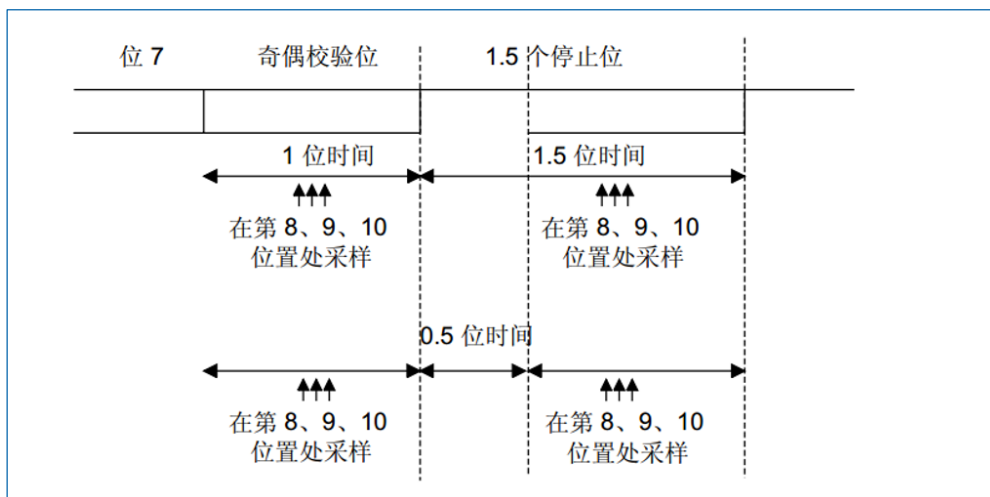 位 7 奇偶校验位 1.5 个停止位
1 位时间 1.5 位时间
在第 8、9、10 在第 8、9、10
位置处采样 位置处采样
0.5 位时间
在第 8、9、10 在第 8、9、10
位置处采样 位置处采样